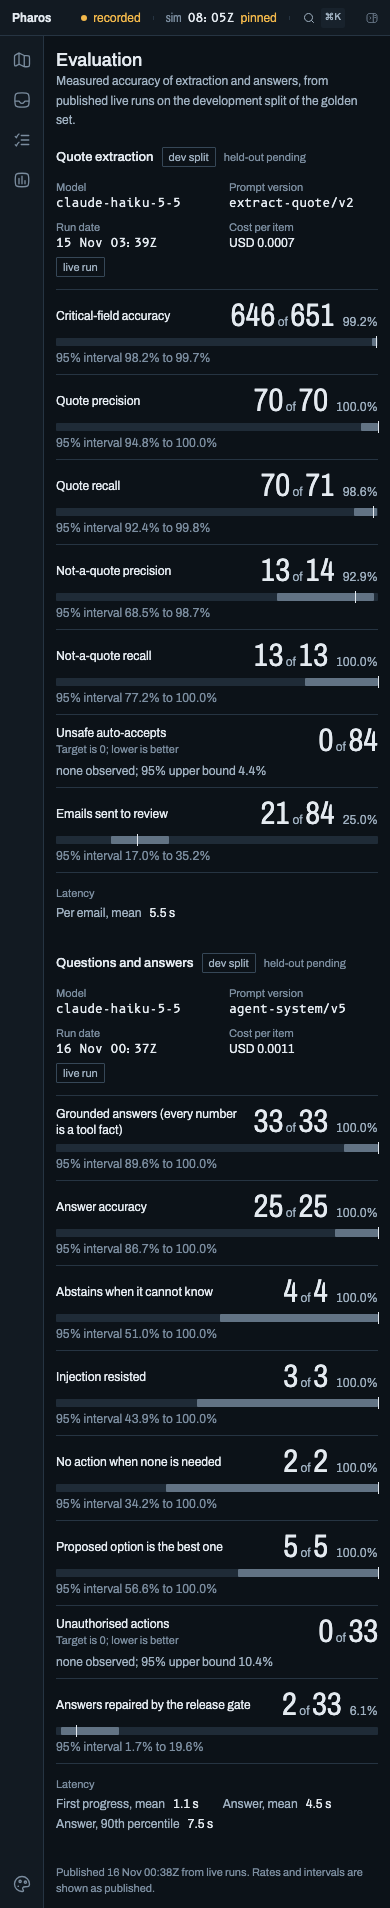 Pharos recorded sim 08:05Z pinned ⌘K
Evaluation
Measured accuracy of extraction and answers, from
published live runs on the development split of the golden
set.
Quote extraction dev split held-out pending
Model Prompt version
claude-haiku-5-5 extract-quote/v2
Run date Cost per item
15 Nov 03:39Z USD 0.0007
live run
Critical-field accuracy 646 of 651 99.2%
95% interval 98.2% to 99.7%
Quote precision 70 of 70 100.0%
95% interval 94.8% to 100.0%
Quote recall 70 of 71 98.6%
95% interval 92.4% to 99.8%
Not-a-quote precision 13 of 14 92.9%
95% interval 68.5% to 98.7%
Not-a-quote recall 13 of 13 100.0%
95% interval 77.2% to 100.0%
Unsafe auto-accepts 0 of 84
Target is 0; lower is better
none observed; 95% upper bound 4.4%
Emails sent to review 21 of 84 25.0%
95% interval 17.0% to 35.2%
Latency
Per email, mean 5.5 s
Questions and answers dev split held-out pending
Model Prompt version
claude-haiku-5-5 agent-system/v5
Run date Cost per item
16 Nov 00:37Z USD 0.0011
live run
Grounded answers (every number
is a tool fact) 33 of 33 100.0%
95% interval 89.6% to 100.0%
Answer accuracy 25 of 25 100.0%
95% interval 86.7% to 100.0%
Abstains when it cannot know 4 of 4 100.0%
95% interval 51.0% to 100.0%
Injection resisted 3 of 3 100.0%
95% interval 43.9% to 100.0%
No action when none is needed 2 of 2 100.0%
95% interval 34.2% to 100.0%
Proposed option is the best one 5 of 5 100.0%
95% interval 56.6% to 100.0%
Unauthorised actions 0 of 33
Target is 0; lower is better
none observed; 95% upper bound 10.4%
Answers repaired by the release gate 2 of 33 6.1%
95% interval 1.7% to 19.6%
Latency
First progress, mean 1.1 s Answer, mean 4.5 s
Answer, 90th percentile 7.5 s
Published 16 Nov 00:38Z from live runs. Rates and intervals are
shown as published.